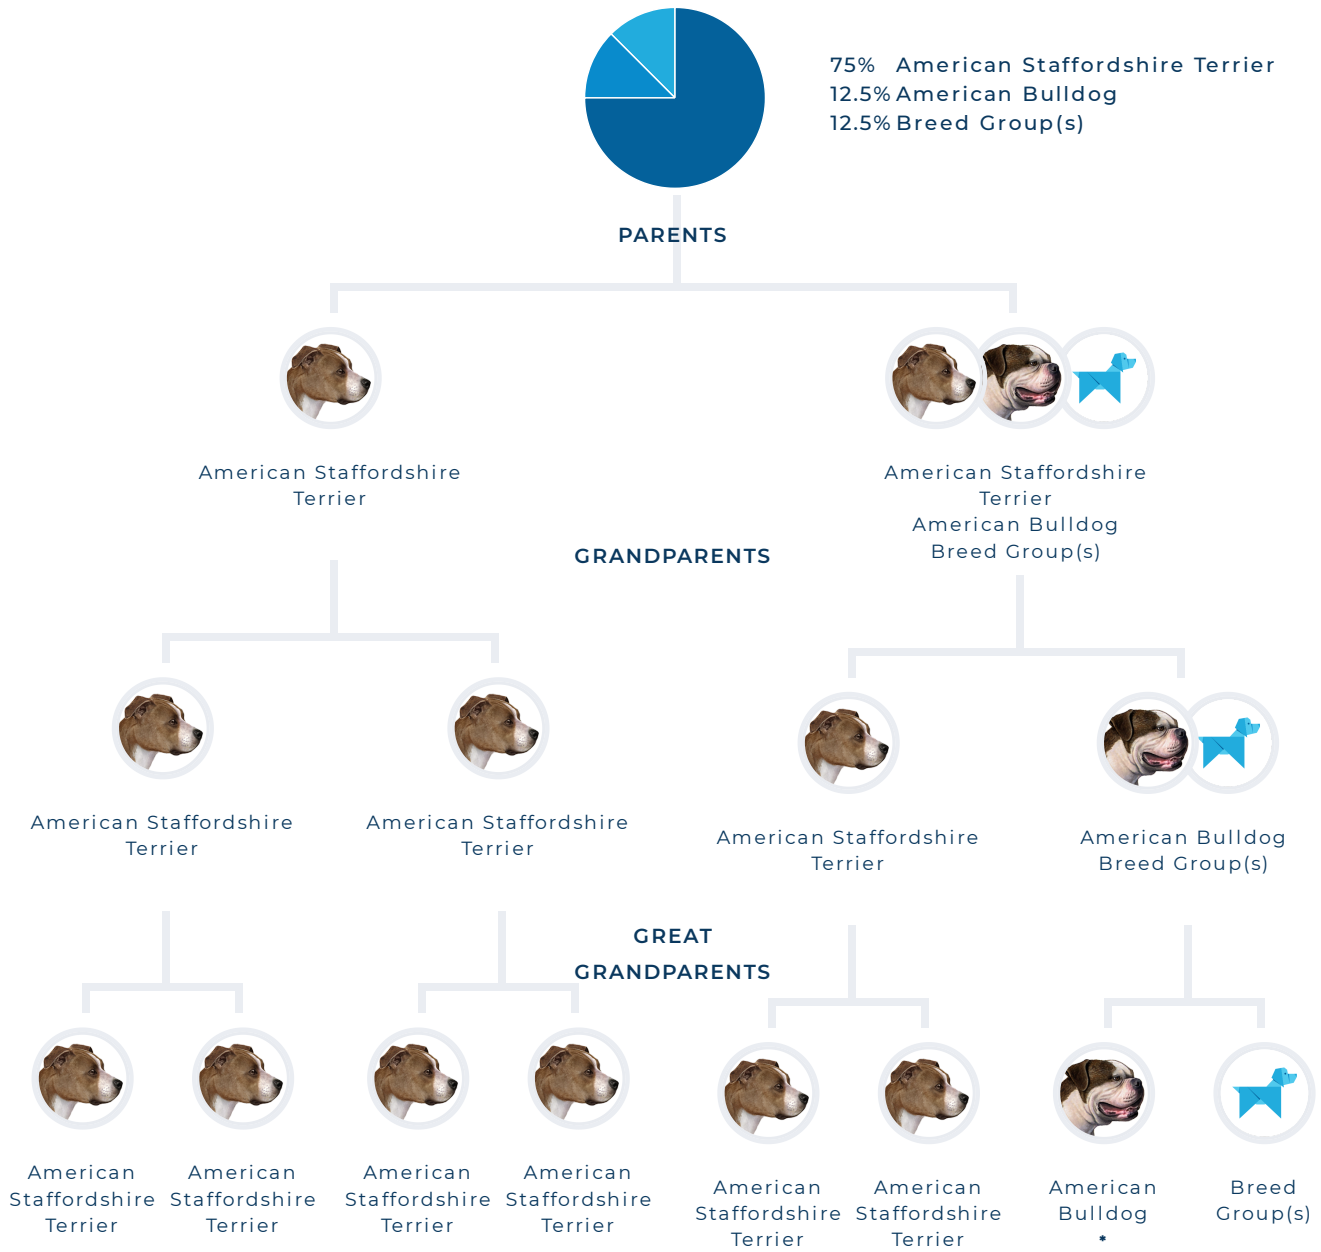 75% American Staffordshire Terrier
12.5% American Bulldog
12.5% Breed Group(s)
PARENTS
American Staffordshire
Terrier
American Staffordshire
Terrier
American Bulldog
Breed Group(s)
GRANDPARENTS
American Staffordshire
Terrier
American Staffordshire
Terrier
American Staffordshire
Terrier
American Bulldog
Breed Group(s)
GREAT
GRANDPARENTS
American
Staffordshire
Terrier
American
Staffordshire
Terrier
American
Staffordshire
Terrier
American
Staffordshire
Terrier
American
Staffordshire
Terrier
American
Staffordshire
Terrier
American
Bulldog
*
Breed
Group(s)